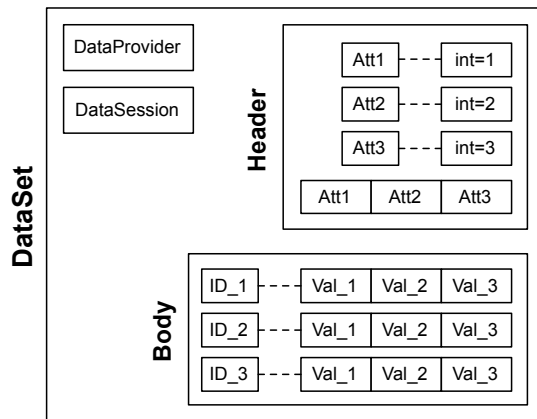 DataSet
DataProvider
DataSession
Header
Att1 int=1
Att2 int=2
Att3 int=3
Att1 Att2 Att3
Body
ID_1 Val_1 Val_2 Val_3
ID_2 Val_1 Val_2 Val_3
ID_3 Val_1 Val_2 Val_3